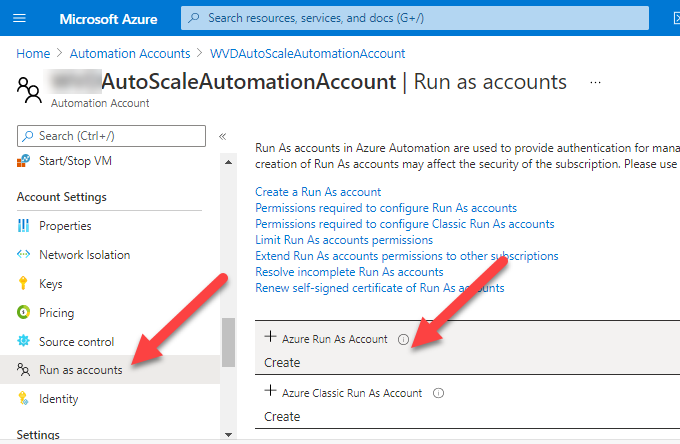 Microsoft Azure
Search resources, services, and docs (G+/)
Home > Automation Accounts > WVDAutoScaleAutomationAccount
AutoScaleAutomationAccount | Run as accounts ...
Automation Account
Search (Ctrl+/) «
Start/Stop VM
Account Settings
Properties
Network Isolation
Keys
Pricing
Source control
Run as accounts
Identity
Related Resources
Run As accounts in Azure Automation are used to provide authentication for mana
creation of Run As accounts may affect the security of the subscription. Please use
Create a Run As account
Permissions required to configure Run As accounts
Permissions required to configure Classic Run As accounts
Limit Run As accounts permissions
Extend Run As accounts permissions to other subscriptions
Resolve incomplete Run As accounts
Renew self-signed certificate of Run As accounts
+ Azure Run As Account
Create
+ Azure Classic Run As Account
Create